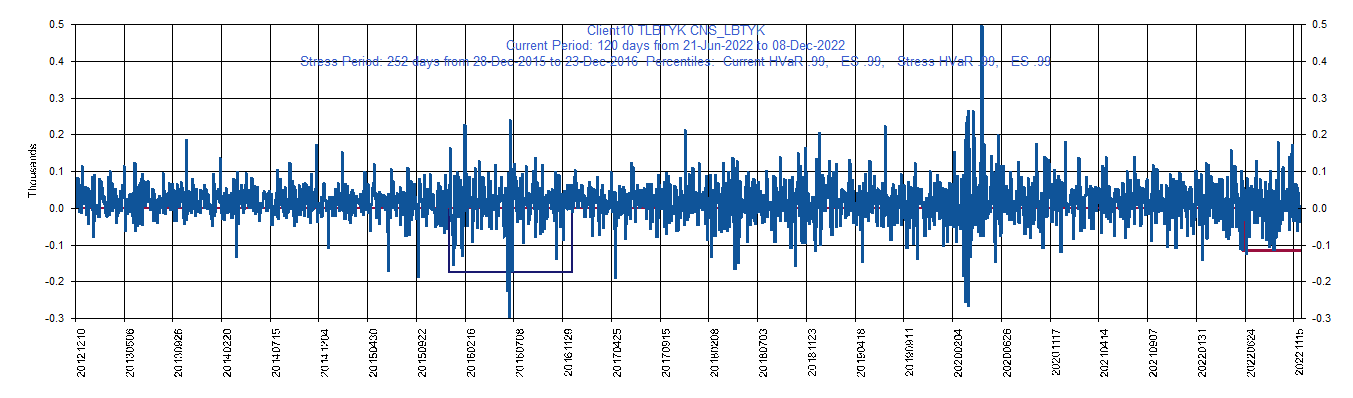 Client10 TLBTYK CNS_LBTYK
Current Period: 120 days from 21-Jun-2022 to 08-Dec-2022
Stress Period: 252 days from 28-Dec-2015 to 23-Dec-2016 Percentiles: Current HVaR .99, ES .99, Stress HVaR .99, ES .99
0.5 0.5
0.4 0.4
0.3 0.3
0.2 0.2
0.1 0.1
0.0 0.0
-0.1 -0.1
-0.2 -0.2
-0.3 -0.3
Thousands
20121210 20130506 20130926 20140220 20140715 20141204 20150430 20150922 20160216 20160708 20161129 20170425 20170915 20180208 20180703 20181123 20190418 20190911 20200204 20200626 20201117 20210414 20210907 20220131 20220624 20221115